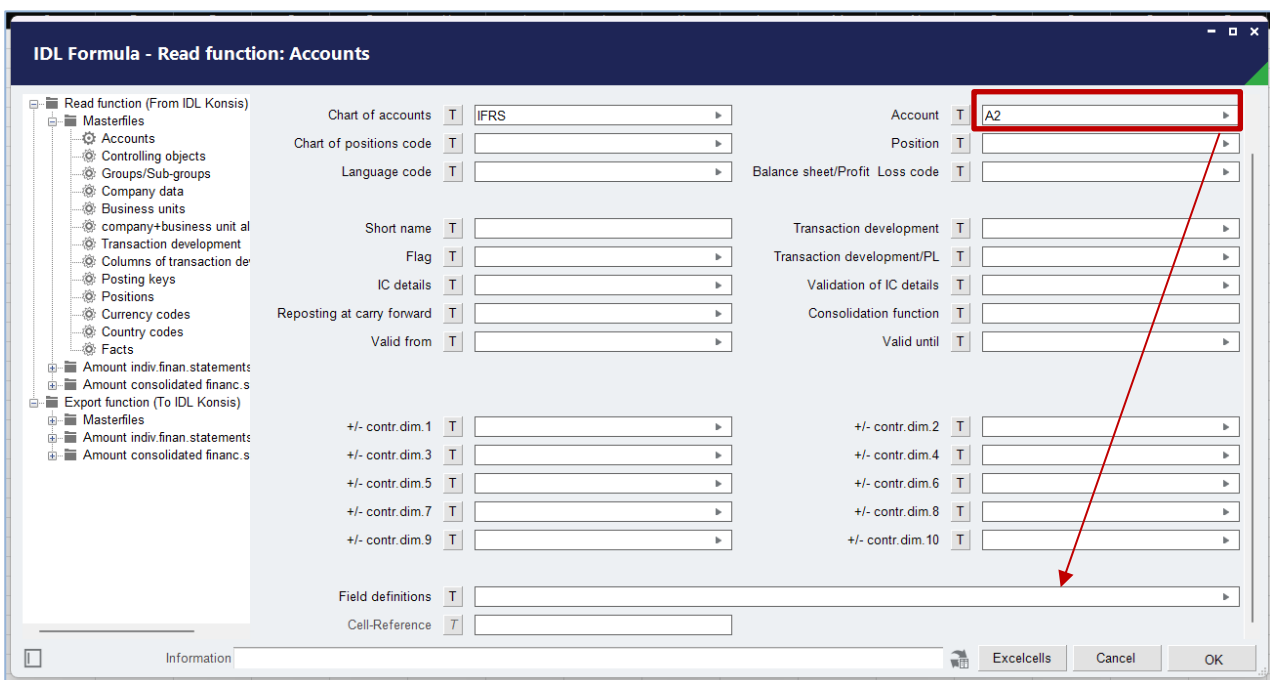 IDL Formula - Read function: Accounts
Read function (From IDL Konsis)
Masterfiles
Accounts
Controlling objects
Groups/Sub-groups
Company data
Business units
company+business unit al
Transaction development
Columns of transaction de
Posting keys
Positions
Currency codes
Country codes
Facts
Amount indiv.finan.statements
Amount consolidated financ.s
Export function (To IDL Konsis)
Masterfiles
Amount indiv.finan.statements
Amount consolidated financ.s
Chart of accounts T IFRS Account T A2
Chart of positions code T Position T
Language code T Balance sheet/Profit Loss code T
Short name T Transaction development T
Flag T Transaction development/PL T
IC details T Validation of IC details T
Reposting at carry forward T Consolidation function T
Valid from T Valid until T
+/- contr.dim.1 T +/- contr.dim.2 T
+/- contr.dim.3 T +/- contr.dim.4 T
+/- contr.dim.5 T +/- contr.dim.6 T
+/- contr.dim.7 T +/- contr.dim.8 T
+/- contr.dim.9 T +/- contr.dim.10 T
Field definitions T
Cell-Reference T
Information Excelcells Cancel OK